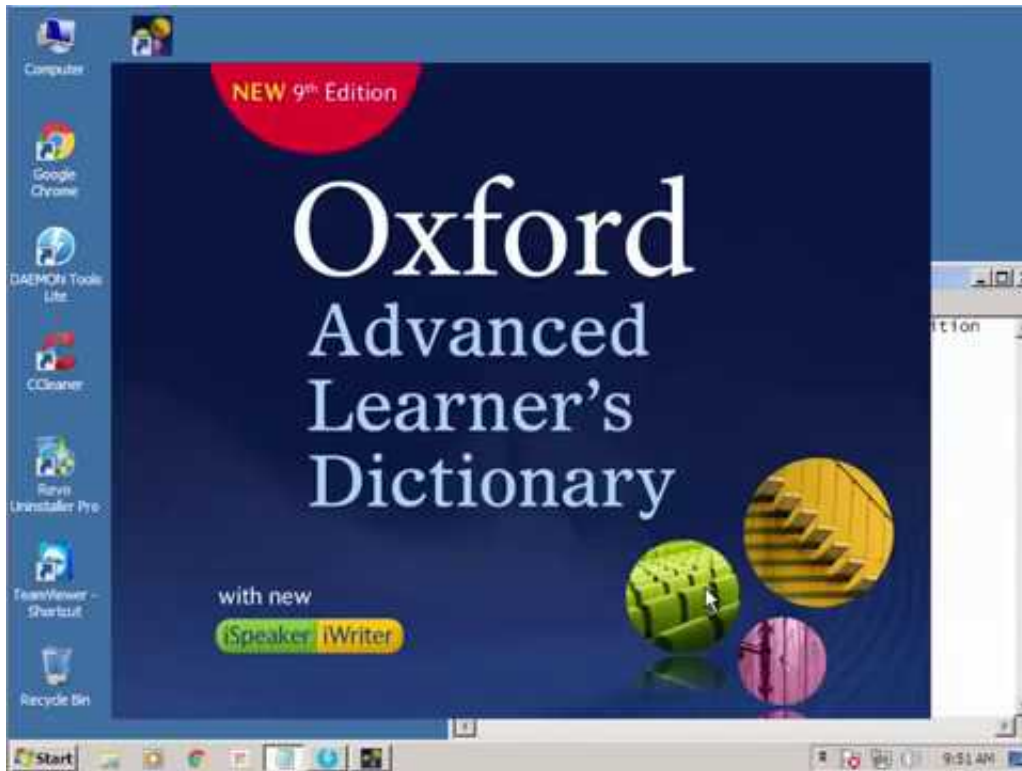 Computer
Google
Chrome
DAEMON Tools
Lite
CCleaner
Revo
Uninstaller Pro
TeamViewer -
Shortcut
Recycle Bin
NEW 9th Edition
Oxford
Advanced
Learner's
Dictionary
with new
iSpeaker iWriter
ition
Start
9:51 AM